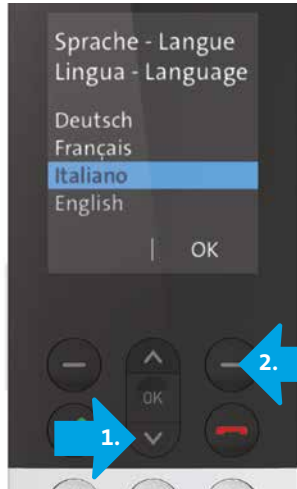 Sprache - Langue
Lingua - Language
Deutsch
Français
Italiano
English
| OK
OK
2.
1.